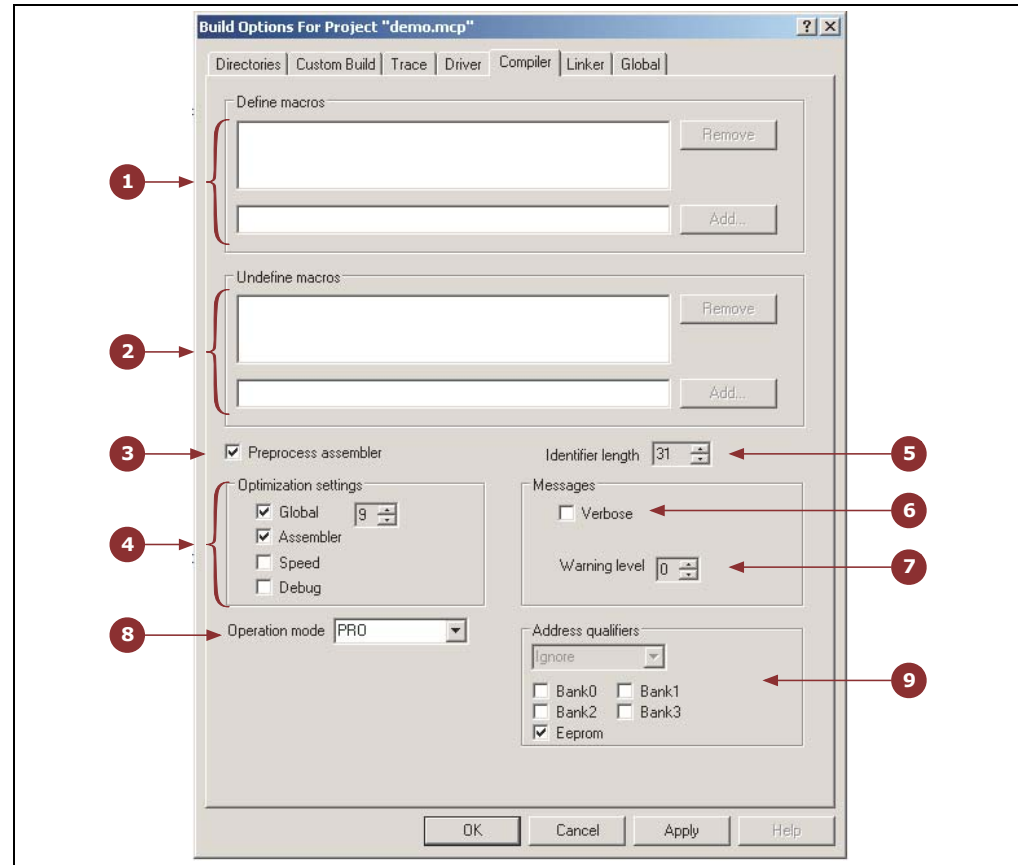 Build Options For Project "demo.mcp"
Directories Custom Build Trace Driver Compiler Linker Global
Define macros
Remove
1
Add...
Undefine macros
Remove
2
Add...
3 Preprocess assembler Identifier length 31 5
Optimization settings Messages
Global 9 Verbose 6
Assembler
4
Speed Warning level 0 7
Debug
8 Operation mode PRO Address qualifiers
Ignore
9
Bank0 Bank1
Bank2 Bank3
Eeprom
OK Cancel Apply Help